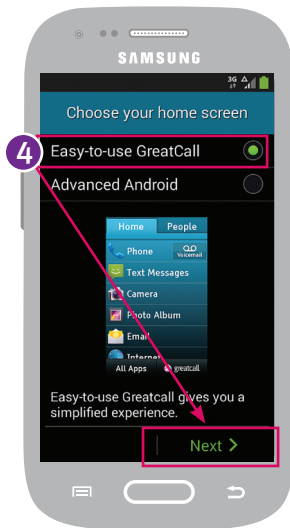 SAMSUNG
3G
Choose your home screen
4
Easy-to-use GreatCall
Advanced Android
Home People
Phone Voicemail
Text Messages
Camera
Photo Album
Email
Internet
All Apps greatcall
Easy-to-use Greatcall gives you a
simplified experience.
Next >